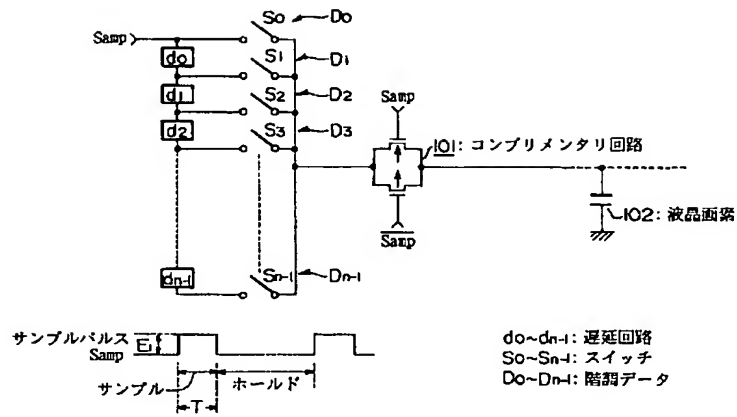 So Do
Samp
do S1 D1
d1 S2 D2
d2 S3 D3
Samp
101: コンプリメンタリ回路
102: 液晶画素
Samp
dn-1 Sn-1 Dn-1
サンプルパルス
Samp E1
サンプル ホールド
T
do~dn-1: 遅延回路
So~Sn-1: スイッチ
Do~Dn-1: 階調データ